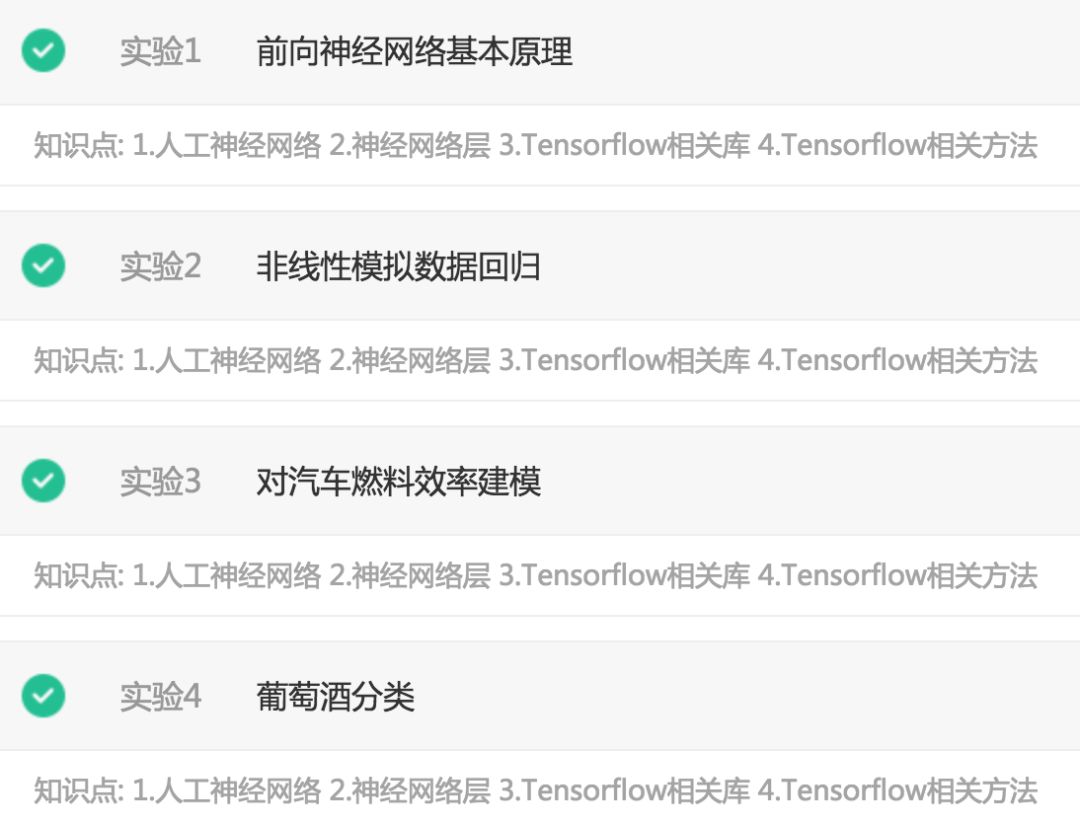 实验1 前向神经网络基本原理
知识点: 1.人工神经网络 2.神经网络层 3.Tensorflow相关库 4.Tensorflow相关方法
实验2 非线性模拟数据回归
知识点: 1.人工神经网络 2.神经网络层 3.Tensorflow相关库 4.Tensorflow相关方法
实验3 对汽车燃料效率建模
知识点: 1.人工神经网络 2.神经网络层 3.Tensorflow相关库 4.Tensorflow相关方法
实验4 葡萄酒分类
知识点: 1.人工神经网络 2.神经网络层 3.Tensorflow相关库 4.Tensorflow相关方法